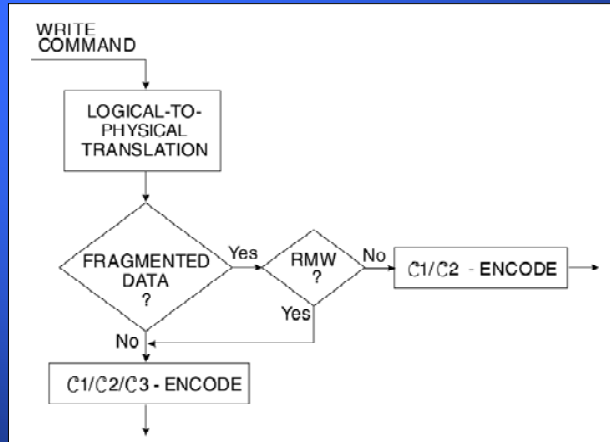 WRITE
COMMAND
LOGICAL-TO-
PHYSICAL
TRANSLATION
FRAGMENTED
DATA
?
Yes
RMW
?
No
C1/C2 - ENCODE
Yes
No
C1/C2/C3 - ENCODE